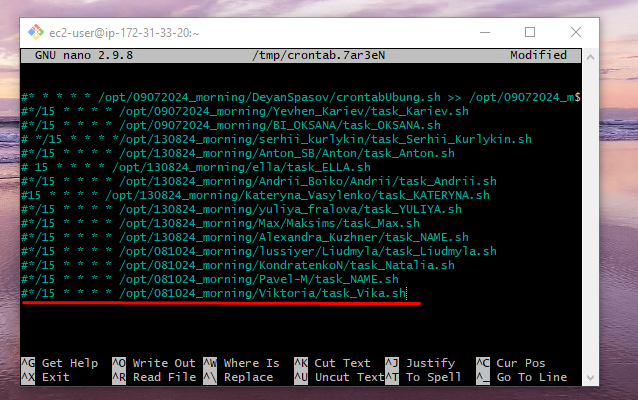 ec2-user@ip-172-31-33-20:~
GNU nano 2.9.8 /tmp/crontab.7ar3eN Modified
#* * * * * /opt/09072024_morning/DeyanSpasov/crontabUbung.sh >> /opt/09072024_m$
#*/15 * * * * /opt/09072024_morning/Yevhen_Kariev/task_Kariev.sh
#*/15 * * * * /opt/09072024_morning/BI_OKSANA/task_OKSANA.sh
# */15 * * * */opt/130824_morning/serhii_kurlykin/task_Serhii_Kurlykin.sh
#*/15 * * * * /opt/130824_morning/Anton_SB/Anton/task_Anton.sh
# 15 * * * * /opt/130824_morning/ella/task_ELLA.sh
#*/15 * * * * /opt/130824_morning/Andrii_Boiko/Andrii/task_Andrii.sh
#15 * * * * /opt/130824_morning/Kateryna_Vasylenko/task_KATERYNA.sh
#*/15 * * * * /opt/130824_morning/yuliya_fralova/task_YULIYA.sh
#*/15 * * * * /opt/130824_morning/Max/Maksims/task_Max.sh
#*/15 * * * * /opt/130824_morning/Alexandra_Kuzhner/task_NAME.sh
#*/15 * * * * /opt/081024_morning/lussiyer/Liudmyla/task_Liudmyla.sh
#*/15 * * * * /opt/081024_morning/KondratenkoN/task_Natalia.sh
#*/15 * * * * /opt/081024_morning/Pavel-M/task_NAME.sh
#*/15 * * * * /opt/081024_morning/Viktoria/task_Vika.sh
^G Get Help ^O Write Out ^W Where Is ^K Cut Text ^J Justify ^C Cur Pos
^X Exit ^R Read File ^\ Replace ^U Uncut Text ^T To Spell ^_ Go To Line